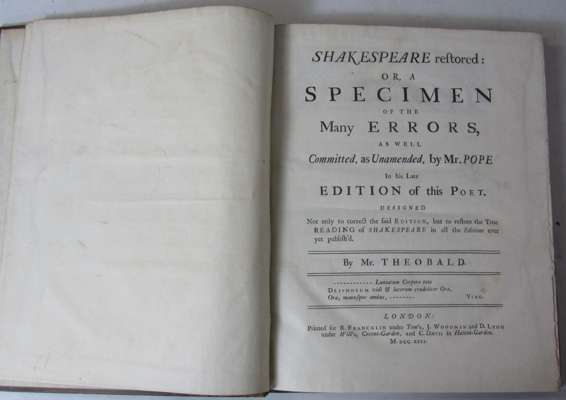 SHAKESPEARE restored:
OR, A
SPECIMEN
OF THE
Many ERRORS,
AS WELL
Committed, as Unamended, by Mr. POPE
In his Late
EDITION of this POET.
DESIGNED
Not only to correct the said EDITION, but to restore the True
READING of SHAKESPEARE in all the Editions ever
yet publish'd.
By Mr. THEOBALD.
------------ Laniatum Corpore toto
DEIPHOBUM vidi & lacerum crudeliter Ora,
Ora, manusque ambas, -------- VIRG.
LONDON:
Printed for R. FRANCKLIN under Tom's, J. WOODMAN and D. LYON
under Will's, Covent-Garden, and C. DAVIS in Hatton-Garden.
M.DCC.XXVI.